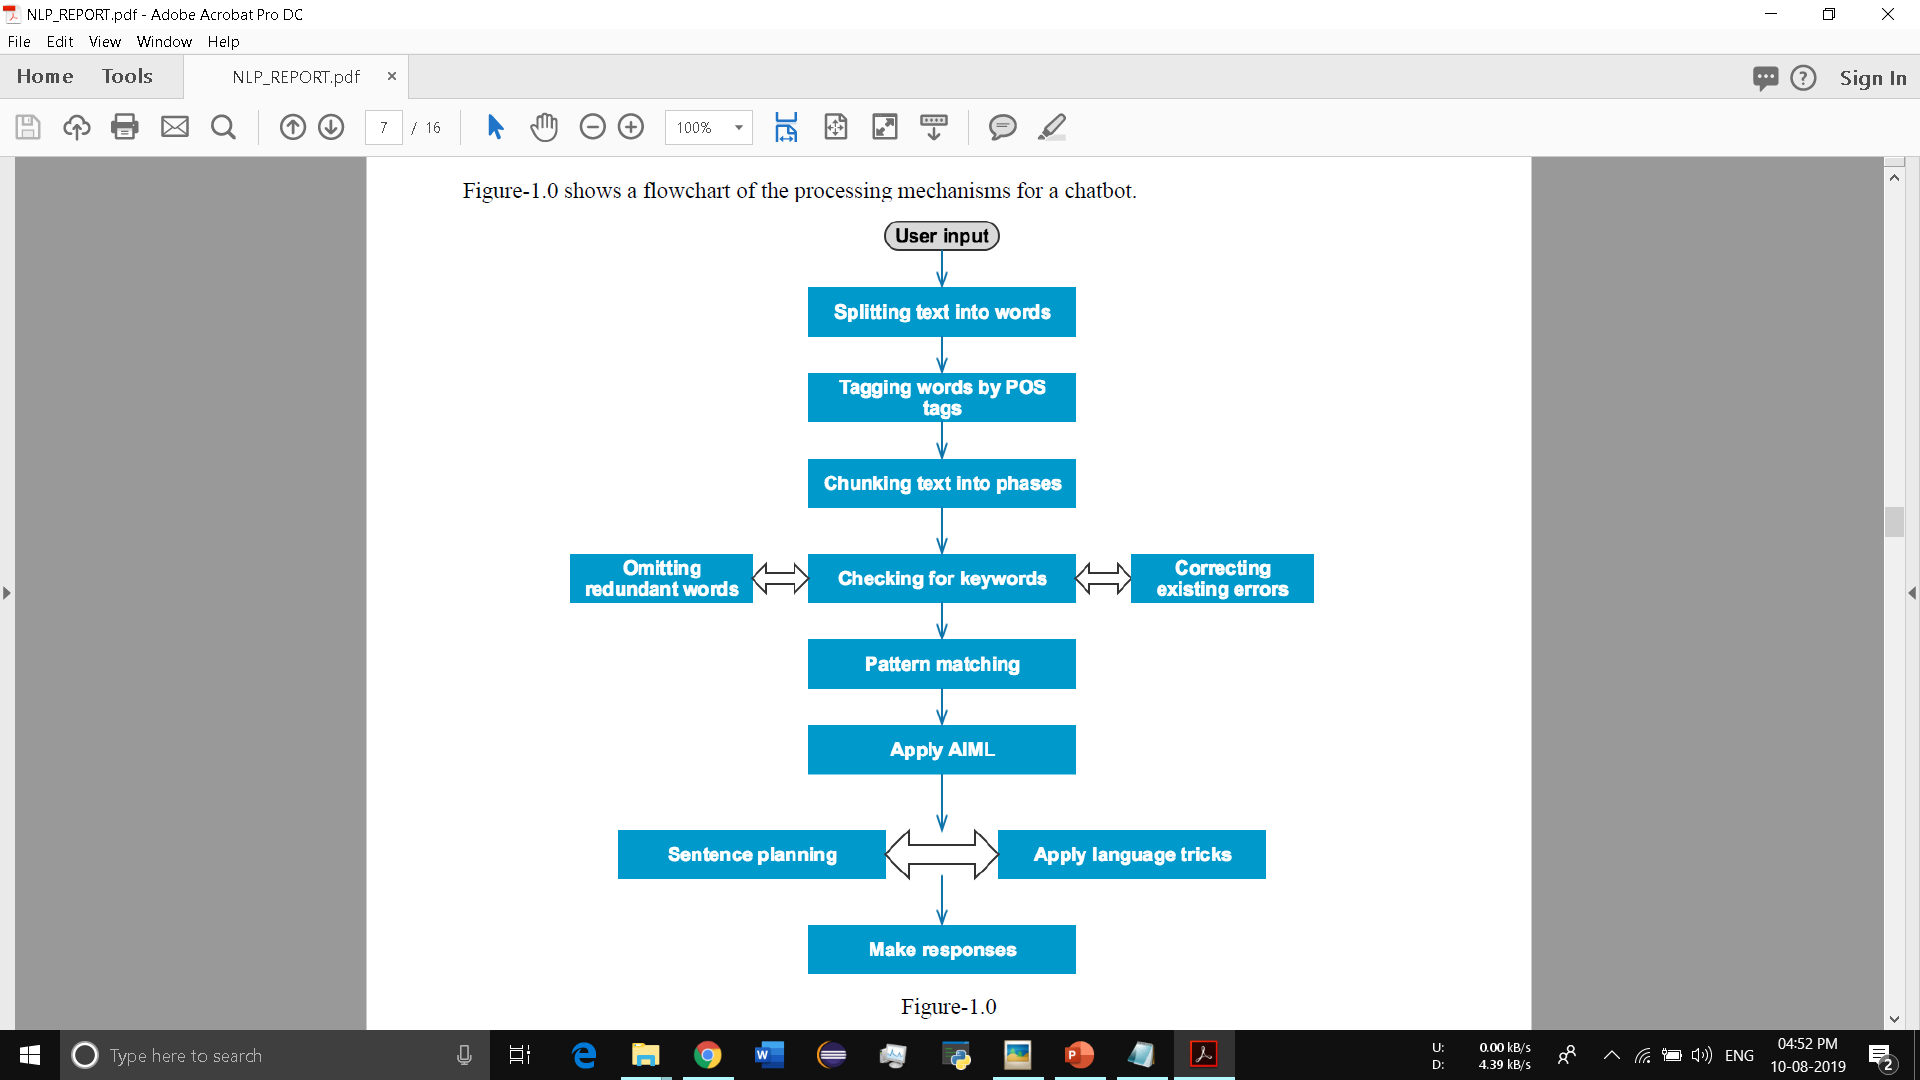 NLP_REPORT.pdf - Adobe Acrobat Pro DC
File Edit View Window Help
Home Tools NLP_REPORT.pdf × Sign In
7 / 16 100%
Figure-1.0 shows a flowchart of the processing mechanisms for a chatbot.
User input
Splitting text into words
Tagging words by POS
tags
Chunking text into phases
Omitting
redundant words
Checking for keywords
Correcting
existing errors
Pattern matching
Apply AIML
Sentence planning
Apply language tricks
Make responses
Figure-1.0
Type here to search
U: 0.00 kB/s
D: 4.39 kB/s
ENG
04:52 PM
10-08-2019
2